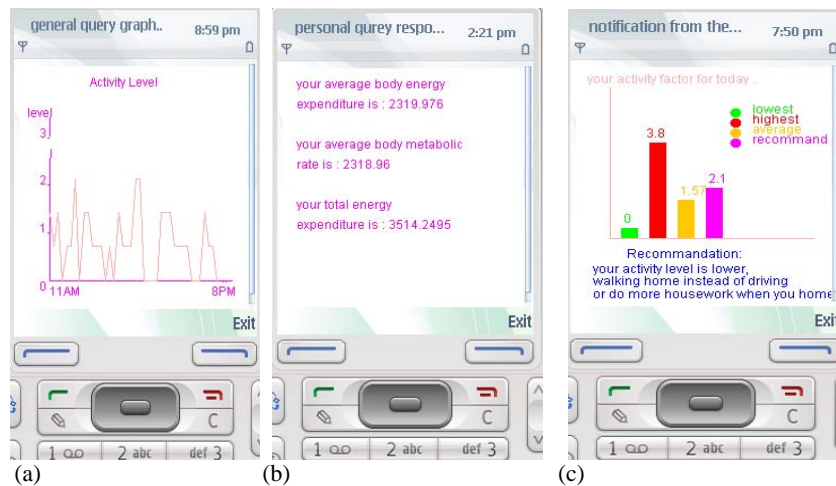 general query graph..
8:59 pm
Activity Level
level
3
2
1
0
11AM
8PM
Exit
C
1
2 abc
def 3
(a)
personal qurey respo...
2:21 pm
your average body energy
expenditure is : 2319.976
your average body metabolic
rate is : 2318.96
your total energy
expenditure is : 3514.2495
Exit
C
1
2 abc
def 3
(b)
notification from the...
7:50 pm
your activity factor for today ..
lowest
highest
average
recommand
0
3.8
1.57
2.1
Recommandation:
your activity level is lower,
walking home instead of driving
or do more housework when you home
Exit
C
1
2 abc
def 3
(c)